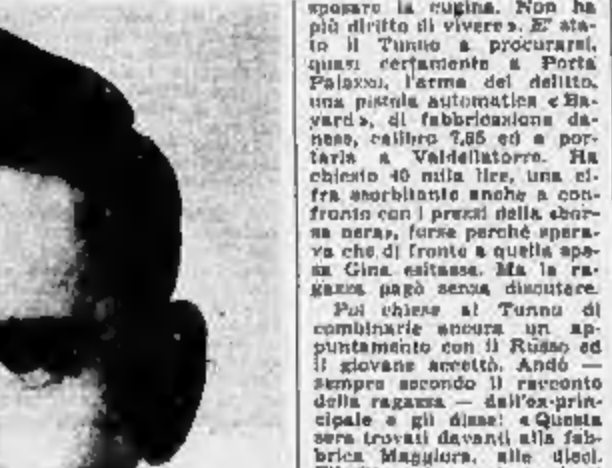 sposare la cugina. Non ha
più diritto di vivere ». E' sta-
to il Tunno a procurarsi,
quasi certamente a Porta
Palazzo, l'arma del delitto,
una pistola automatica « Ba-
yard », di fabbricazione da-
nese, calibro 7,65 ed a por-
tarla a Valdellatorre. Ha
chiesto 40 mila lire, una ci-
fra esorbitante anche a con-
fronto con i prezzi della «bor-
sa nera», forse perché spera-
va che di fronte a quella spe-
sa Gina esitasse. Ma la ra-
gazza pagò senza discutere.
Poi chiese al Tunno di
combinarle ancora un ap-
puntamento con il Russo ed
il giovane accettò. Andò —
sempre secondo il racconto
della ragazza — dall'ex-prin-
cipale e gli disse: « Questa
sera trovati davanti alla fab-
brica Maggiora, alle dieci.